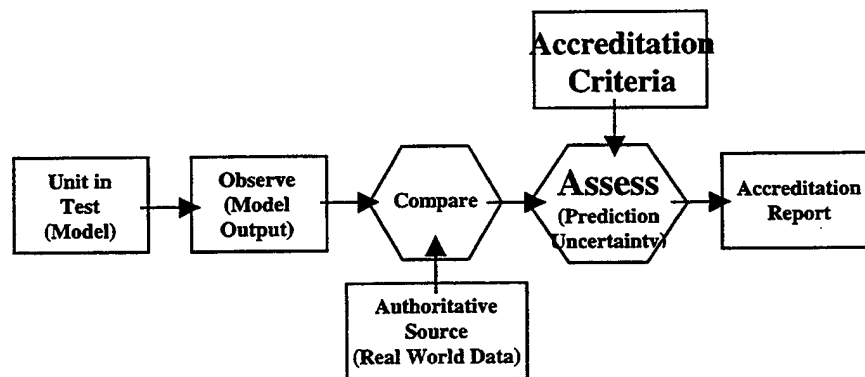 Accreditation
Criteria
Unit in
Test
(Model)
Observe
(Model
Output)
Compare
Assess
(Prediction
Uncertainty)
Accreditation
Report
Authoritative
Source
(Real World Data)